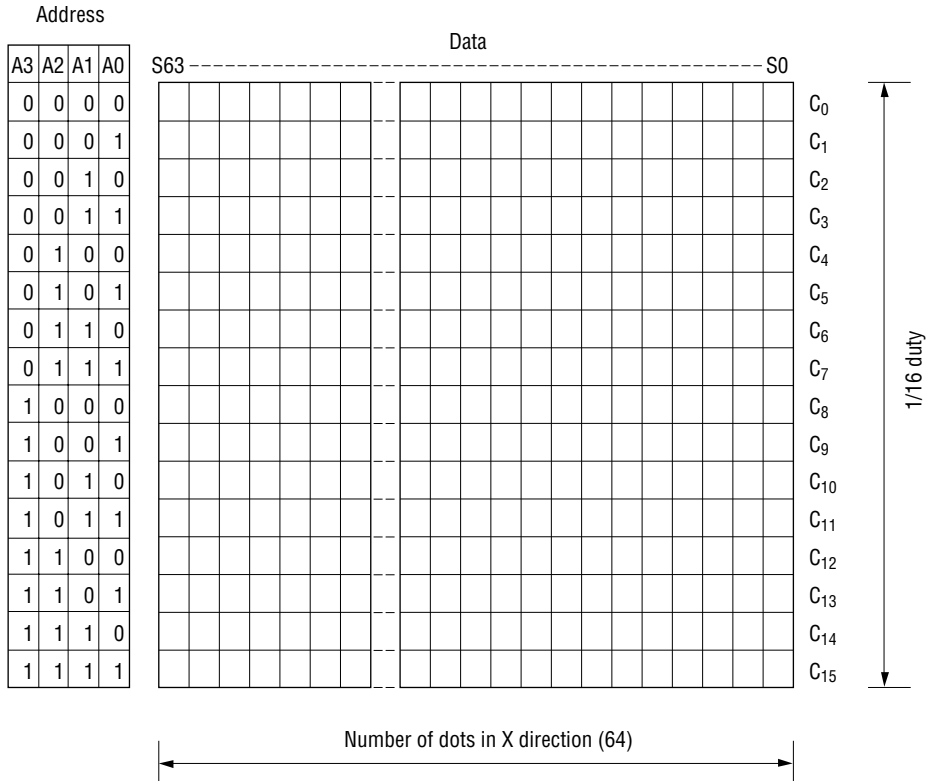 Address
Data
A3 A2 A1 A0 S63 S0
0 0 0 0 C0
0 0 0 1 C1
0 0 1 0 C2
0 0 1 1 C3
0 1 0 0 C4
0 1 0 1 C5
0 1 1 0 C6
0 1 1 1 C7
1 0 0 0 C8
1 0 0 1 C9
1 0 1 0 C10
1 0 1 1 C11
1 1 0 0 C12
1 1 0 1 C13
1 1 1 0 C14
1 1 1 1 C15
1/16 duty
Number of dots in X direction (64)